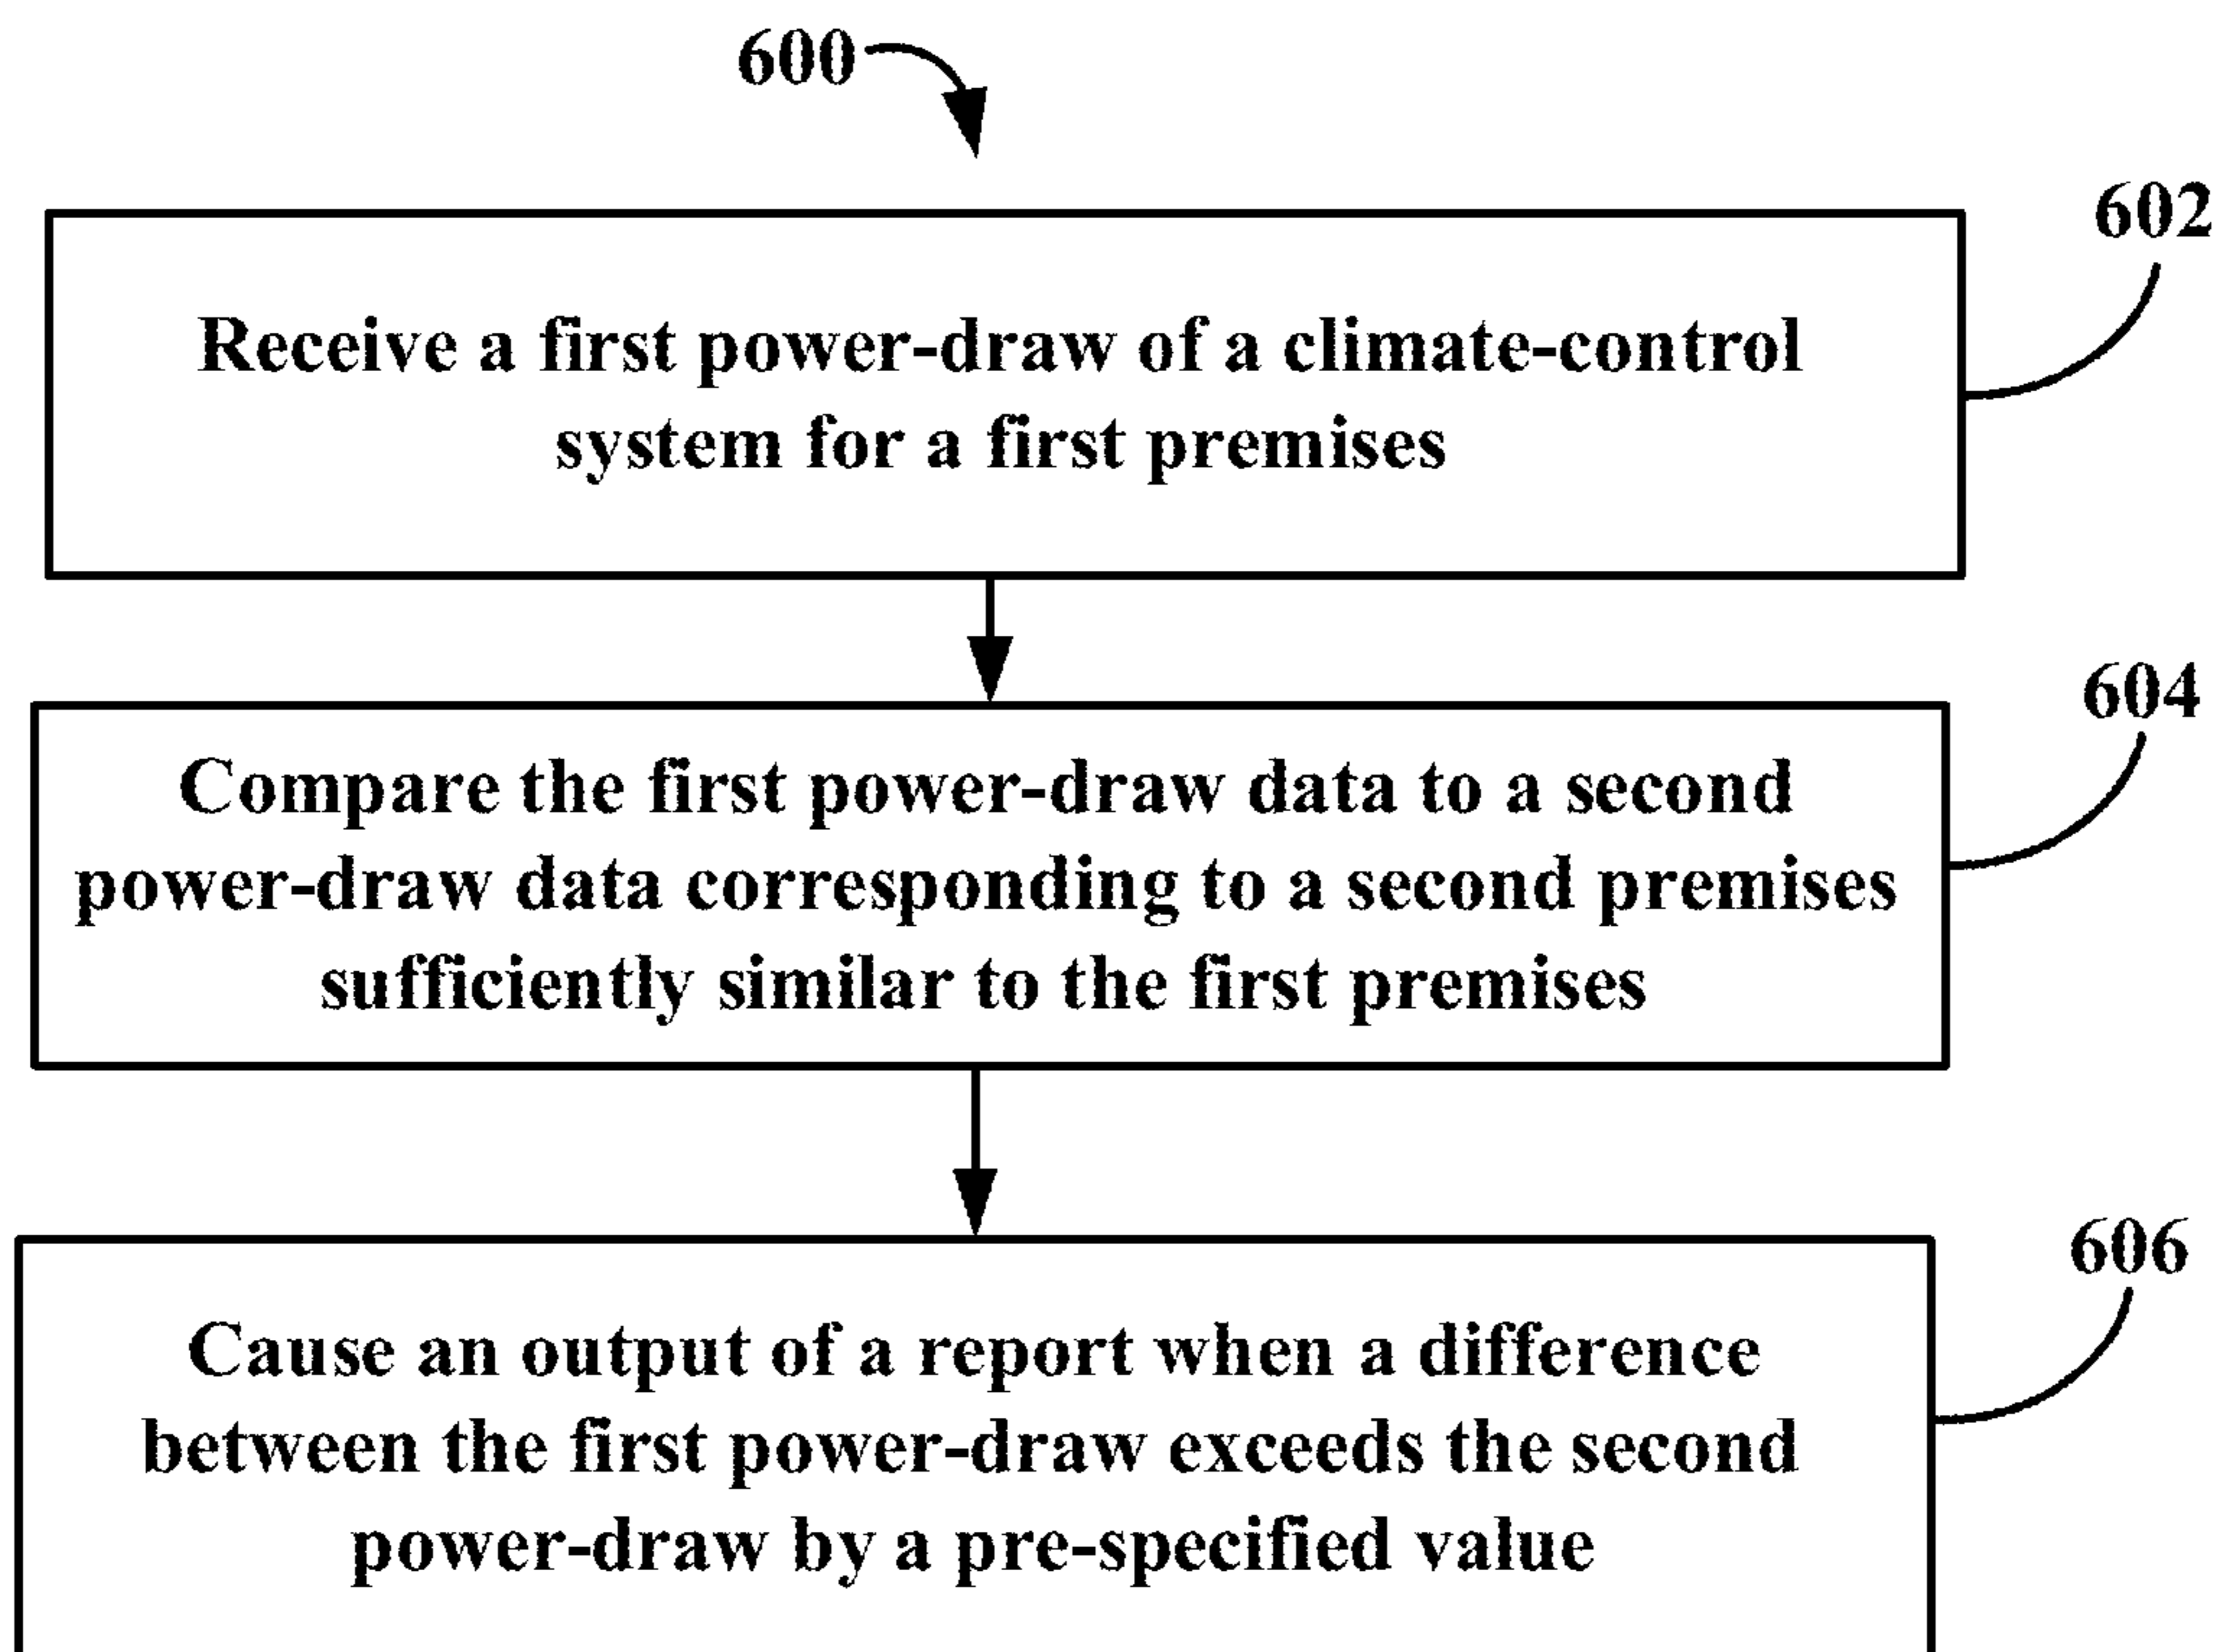 600
602
Receive a first power-draw of a climate-control
system for a first premises
604
Compare the first power-draw data to a second
power-draw data corresponding to a second premises
sufficiently similar to the first premises
606
Cause an output of a report when a difference
between the first power-draw exceeds the second
power-draw by a pre-specified value